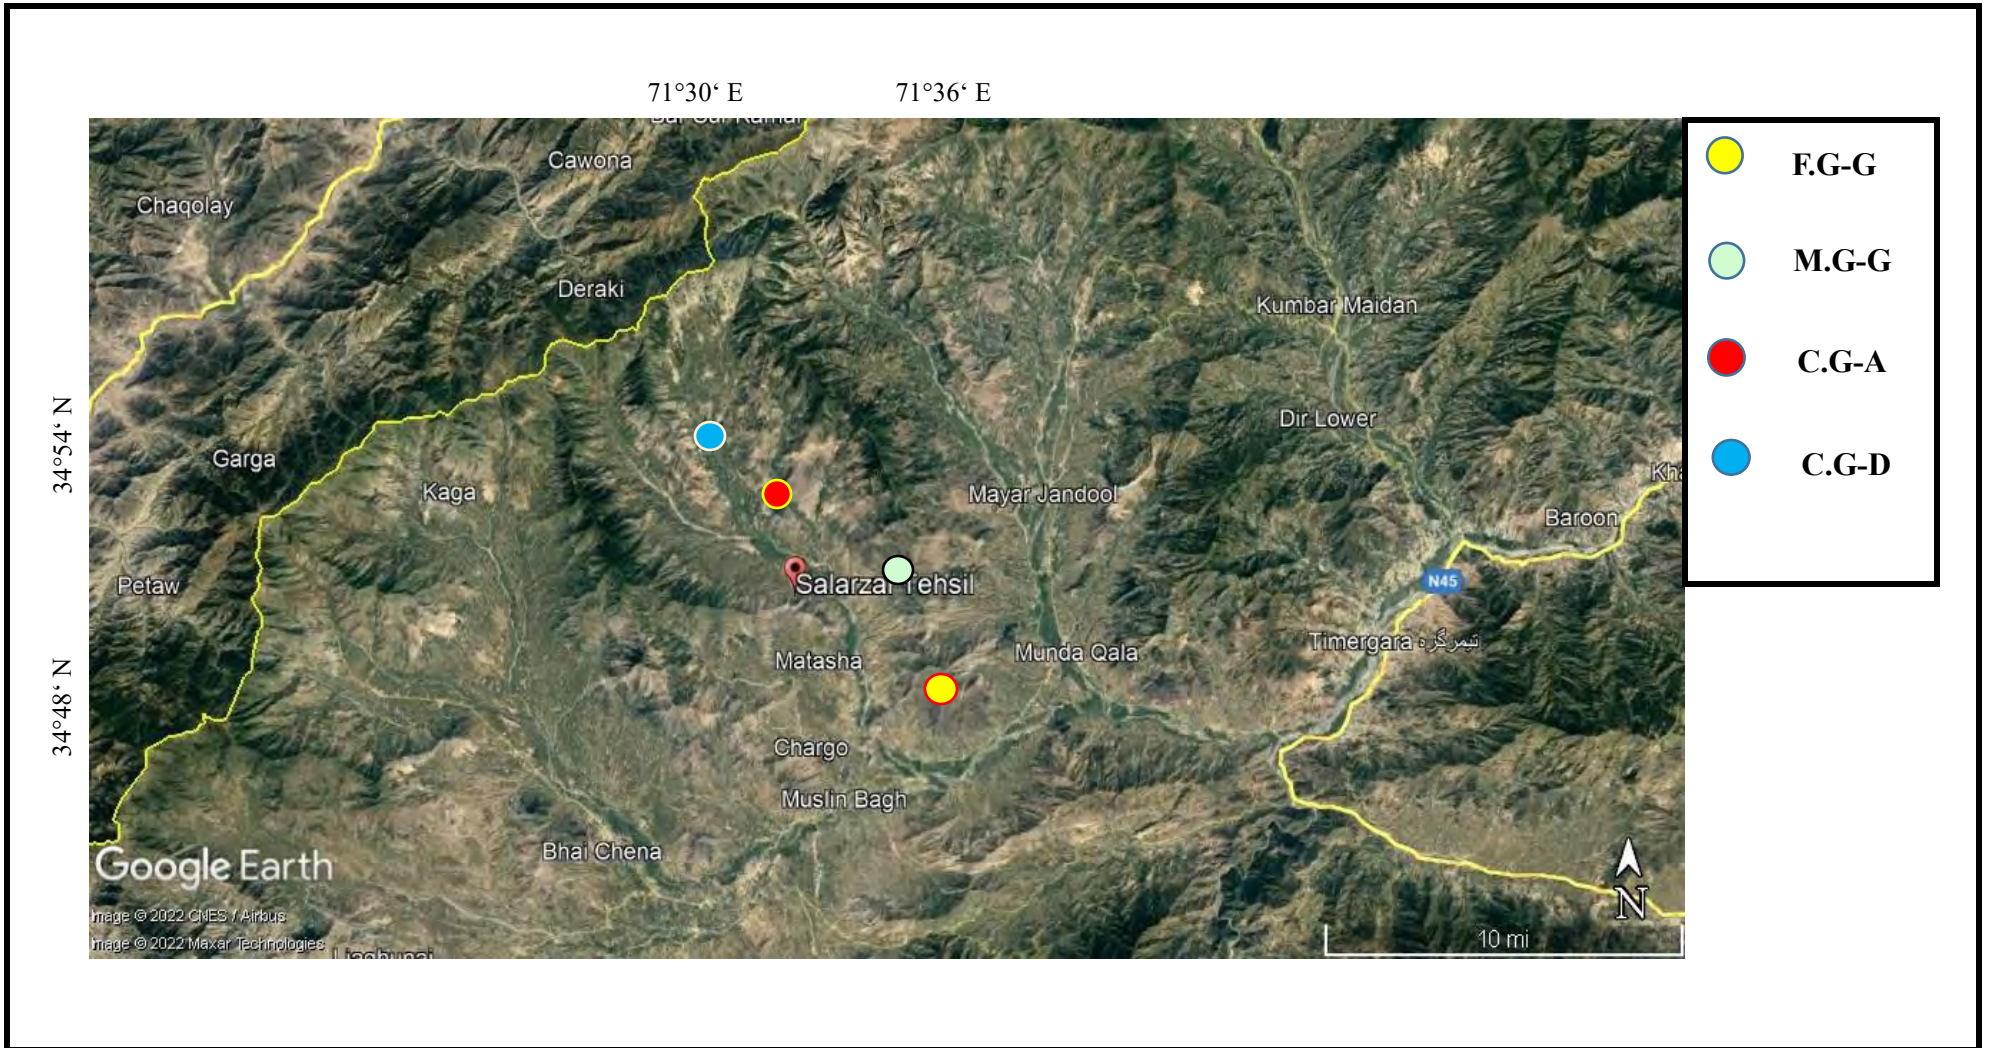 71°30‘ E
71°36‘ E
Cawona
Chaqolay
Deraki
Kumbar Maidan
Dir Lower
34°54‘ N
Garga
Kaga
Mayar Jandool
Baroon
Petaw
Salarzai Tehsil
N45
Timergara تیمرگرہ
Munda Qala
Matasha
34°48‘ N
Chargo
Muslin Bagh
Bhai Chena
Google Earth
Image © 2022 CNES / Airbus
Image © 2022 Maxar Technologies
N
10 mi
F.G-G
M.G-G
C.G-A
C.G-D